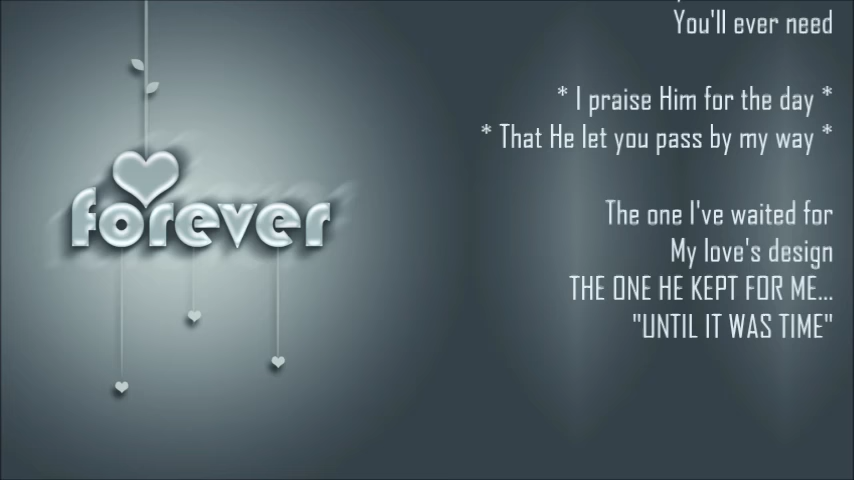 forever
You'll ever need
* I praise Him for the day *
* That He let you pass by my way *
The one I've waited for
My love's design
THE ONE HE KEPT FOR ME...
"UNTIL IT WAS TIME"